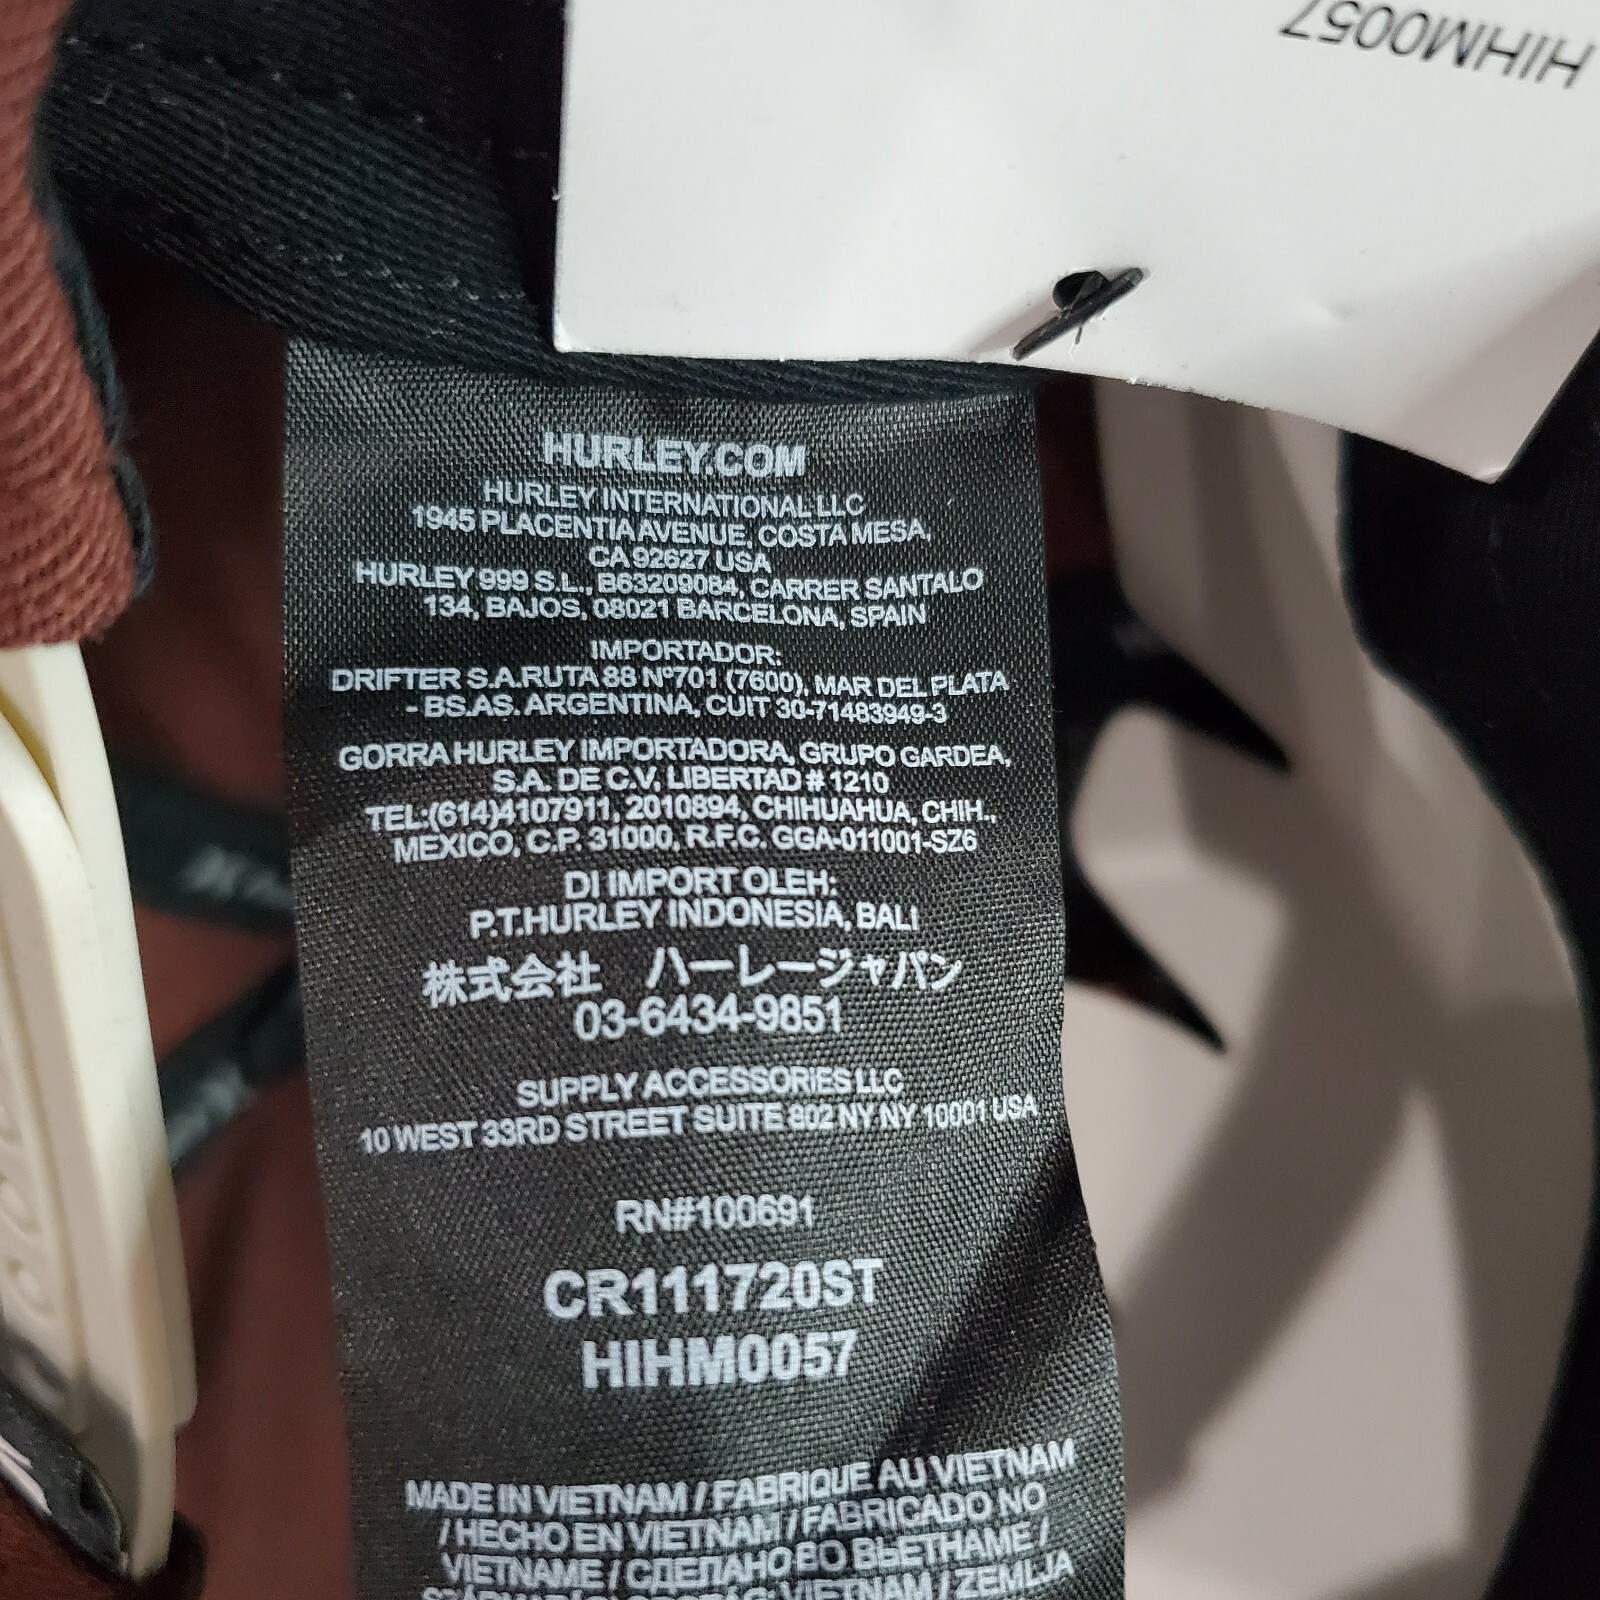 HIHM0057
HURLEY.COM
HURLEY INTERNATIONAL LLC
1945 PLACENTIA AVENUE, COSTA MESA,
CA 92627 USA
HURLEY 999 S.L., B63209084, CARRER SANTALO
134, BAJOS, 08021 BARCELONA, SPAIN
IMPORTADOR:
DRIFTER S.A.RUTA 88 Nº701 (7600), MAR DEL PLATA
- BS.AS. ARGENTINA, CUIT 30-71483949-3
GORRA HURLEY IMPORTADORA, GRUPO GARDEA,
S.A. DE C.V, LIBERTAD # 1210
TEL:(614)4107911, 2010894, CHIHUAHUA, CHIH.,
MEXICO, C.P. 31000, R.F.C. GGA-011001-SZ6
DI IMPORT OLEH:
P.T.HURLEY INDONESIA, BALI
株式会社 ハーレージャパン
03-6434-9851
SUPPLY ACCESSORIES LLC
10 WEST 33RD STREET SUITE 802 NY NY 10001 USA
RN#100691
CR111720ST
HIHM0057
MADE IN VIETNAM / FABRIQUE AU VIETNAM
/ HECHO EN VIETNAM / FABRICADO NO
VIETNAME / СДЕЛАНО ВО ВЬЕТНАМЕ /
VIETNAM / ZEMLJA